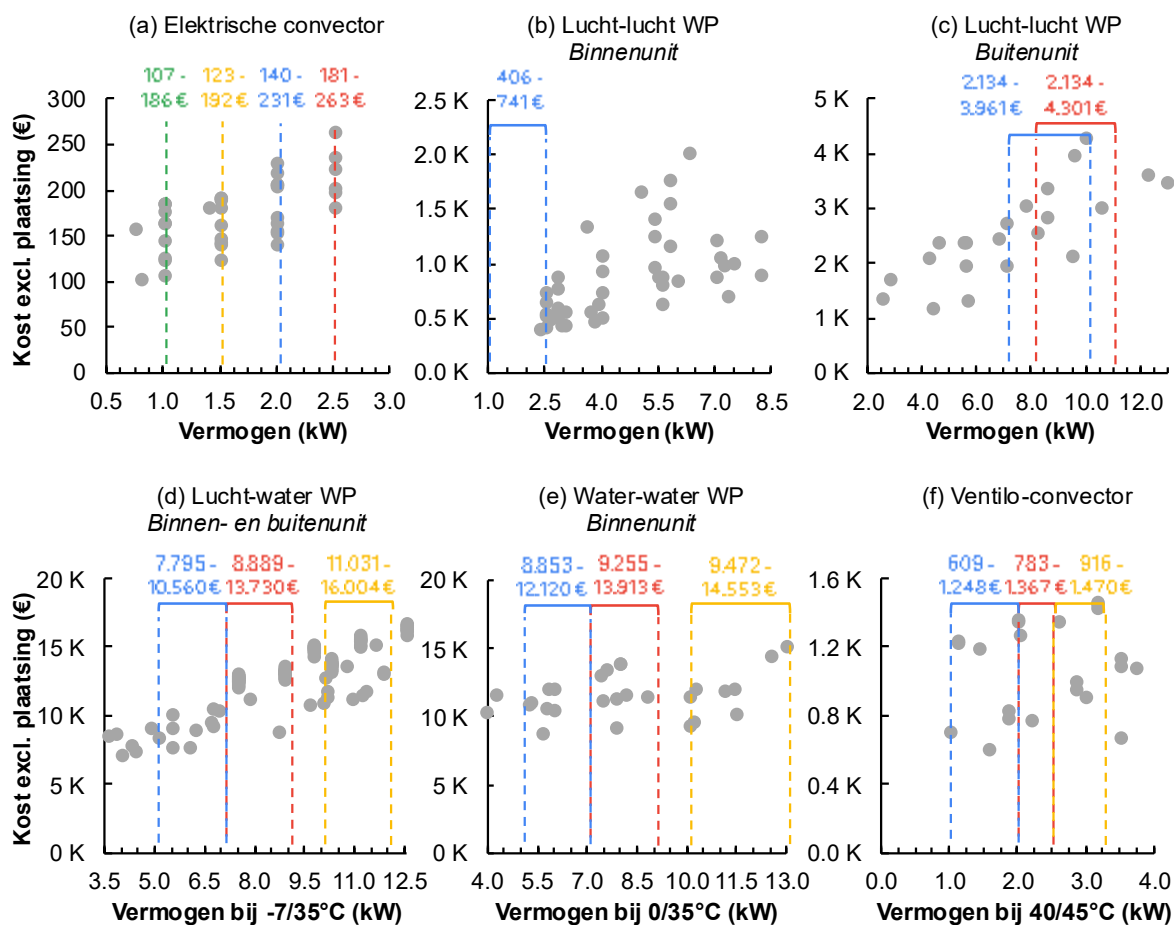 (a) Elektrische convector
107 - 186 €
123 - 192 €
140 - 231 €
181 - 263 €
Kost excl. plaatsing (€)
300
250
200
150
100
50
0
0.5 1.0 1.5 2.0 2.5 3.0
Vermogen (kW)
(b) Lucht-lucht WP
Binnenunit
406 - 741 €
2.5 K
2.0 K
1.5 K
1.0 K
0.5 K
0.0 K
1.0 2.5 4.0 5.5 7.0 8.5
Vermogen (kW)
(c) Lucht-lucht WP
Buitenunit
2.134 - 3.961 €
2.134 - 4.301 €
5 K
4 K
3 K
2 K
1 K
0 K
2.0 4.0 6.0 8.0 10.0 12.0
Vermogen (kW)
(d) Lucht-water WP
Binnen- en buitenunit
7.795 - 10.560 €
8.889 - 13.730 €
11.031 - 16.004 €
Kost excl. plaatsing (€)
20 K
15 K
10 K
5 K
0 K
3.5 5.0 6.5 8.0 9.5 11.0 12.5
Vermogen bij -7/35°C (kW)
(e) Water-water WP
Binnenunit
8.853 - 12.120 €
9.255 - 13.913 €
9.472 - 14.553 €
20 K
15 K
10 K
5 K
0 K
4.0 5.5 7.0 8.5 10.0 11.5 13.0
Vermogen bij 0/35°C (kW)
(f) Ventilo-convector
609 - 1.248 €
783 - 1.367 €
916 - 1.470 €
1.6 K
1.2 K
0.8 K
0.4 K
0.0 K
0.0 1.0 2.0 3.0 4.0
Vermogen bij 40/45°C (kW)